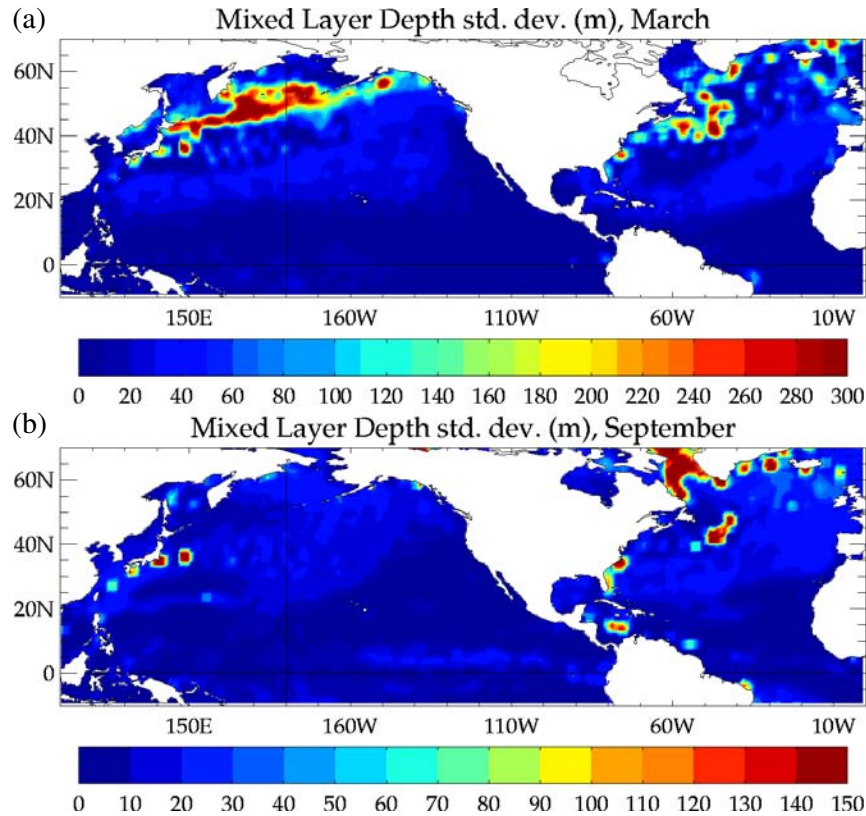 (a)
Mixed Layer Depth std. dev. (m), March
60N
40N
20N
0
150E 160W 110W 60W 10W
0 20 40 60 80 100 120 140 160 180 200 220 240 260 280 300
(b)
Mixed Layer Depth std. dev. (m), September
60N
40N
20N
0
150E 160W 110W 60W 10W
0 10 20 30 40 50 60 70 80 90 100 110 120 130 140 150